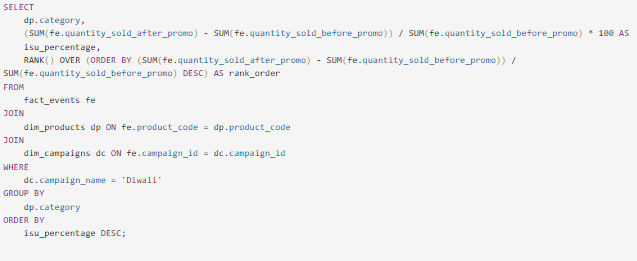 SELECT
dp.category,
(SUM(fe.quantity_sold_after_promo) - SUM(fe.quantity_sold_before_promo)) / SUM(fe.quantity_sold_before_promo) * 100 AS
isu_percentage,
RANK() OVER (ORDER BY (SUM(fe.quantity_sold_after_promo) - SUM(fe.quantity_sold_before_promo)) /
SUM(fe.quantity_sold_before_promo) DESC) AS rank_order
FROM
fact_events fe
JOIN
dim_products dp ON fe.product_code = dp.product_code
JOIN
dim_campaigns dc ON fe.campaign_id = dc.campaign_id
WHERE
dc.campaign_name = 'Diwali'
GROUP BY
dp.category
ORDER BY
isu_percentage DESC;